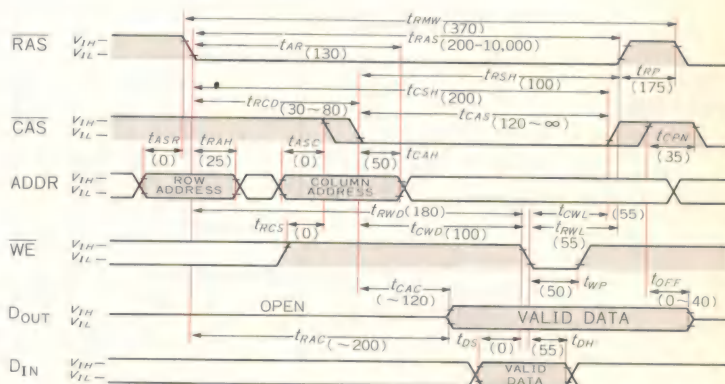 tRMW
(370)
RAS VIH
VIL
tAR
(130)
tRAS
(200-10,000)
tRSH
(100)
tRP
(175)
tCSH
(200)
tRCD
(30~80)
tCAS
(120~∞)
CAS VIH
VIL
tASR
(0)
tRAH
(25)
tASC
(0)
(50) tCAH
tCPN
(35)
ADDR VIH
VIL
ROW
ADDRESS
COLUMN
ADDRESS
tRWD(180)
tCWL
(55)
tRCS
(0)
tCWD(100)
tRWL
(55)
WE VIH
VIL
(50) tWP
tCAC
(~120)
tOFF
(0~40)
DOUT VIH
VIL
OPEN
VALID DATA
tRAC(~200)
tDS
(0)
(55)
tDH
DIN VIH
VIL
VALID
DATA